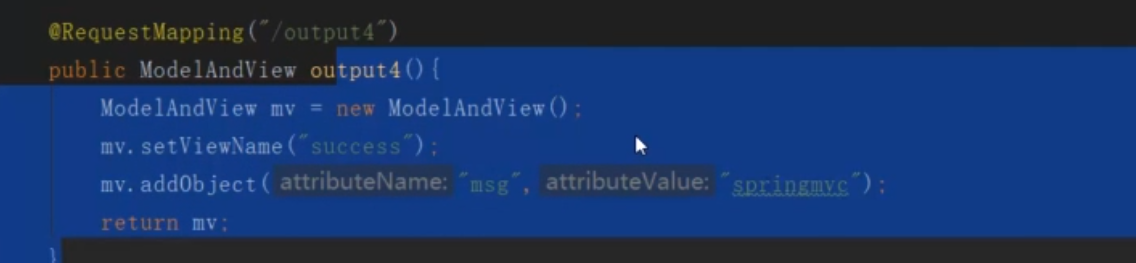 @RequestMapping("/output4")
public ModelAndView output4(){
ModelAndView mv = new ModelAndView();
mv.setViewName("success");
mv.addObject( attributeName: "msg", attributeValue: "springmvc");
return mv;
}